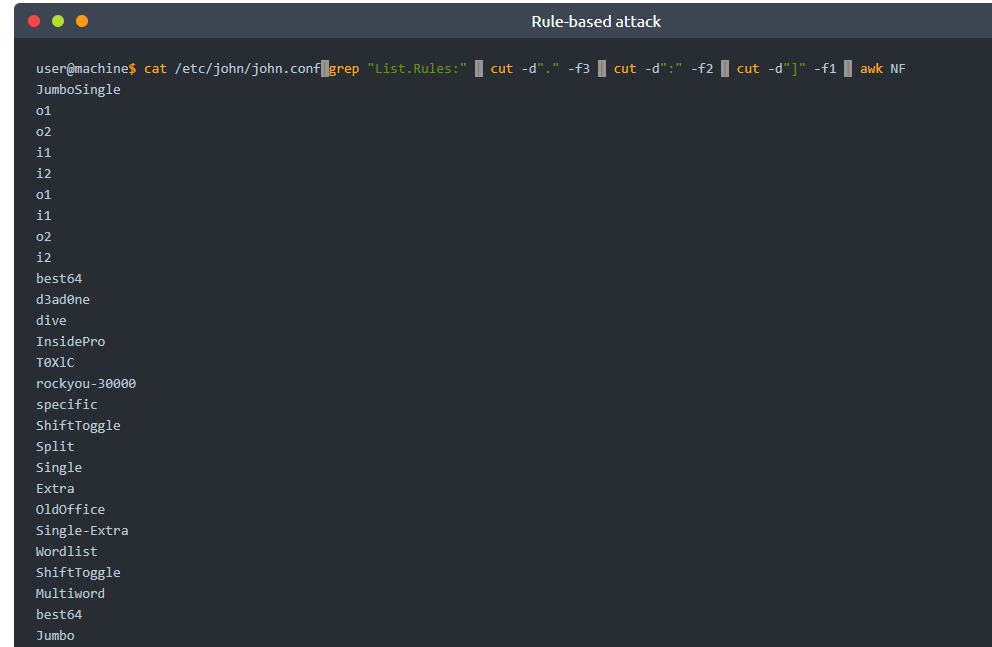 Rule-based attack
user@machine$ cat /etc/john/john.conf|grep "List.Rules:" | cut -d"." -f3 | cut -d":" -f2 | cut -d"]" -f1 | awk NF
JumboSingle
o1
o2
i1
i2
o1
i1
o2
i2
best64
d3ad0ne
dive
InsidePro
T0XlC
rockyou-30000
specific
ShiftToggle
Split
Single
Extra
OldOffice
Single-Extra
Wordlist
ShiftToggle
Multiword
best64
Jumbo